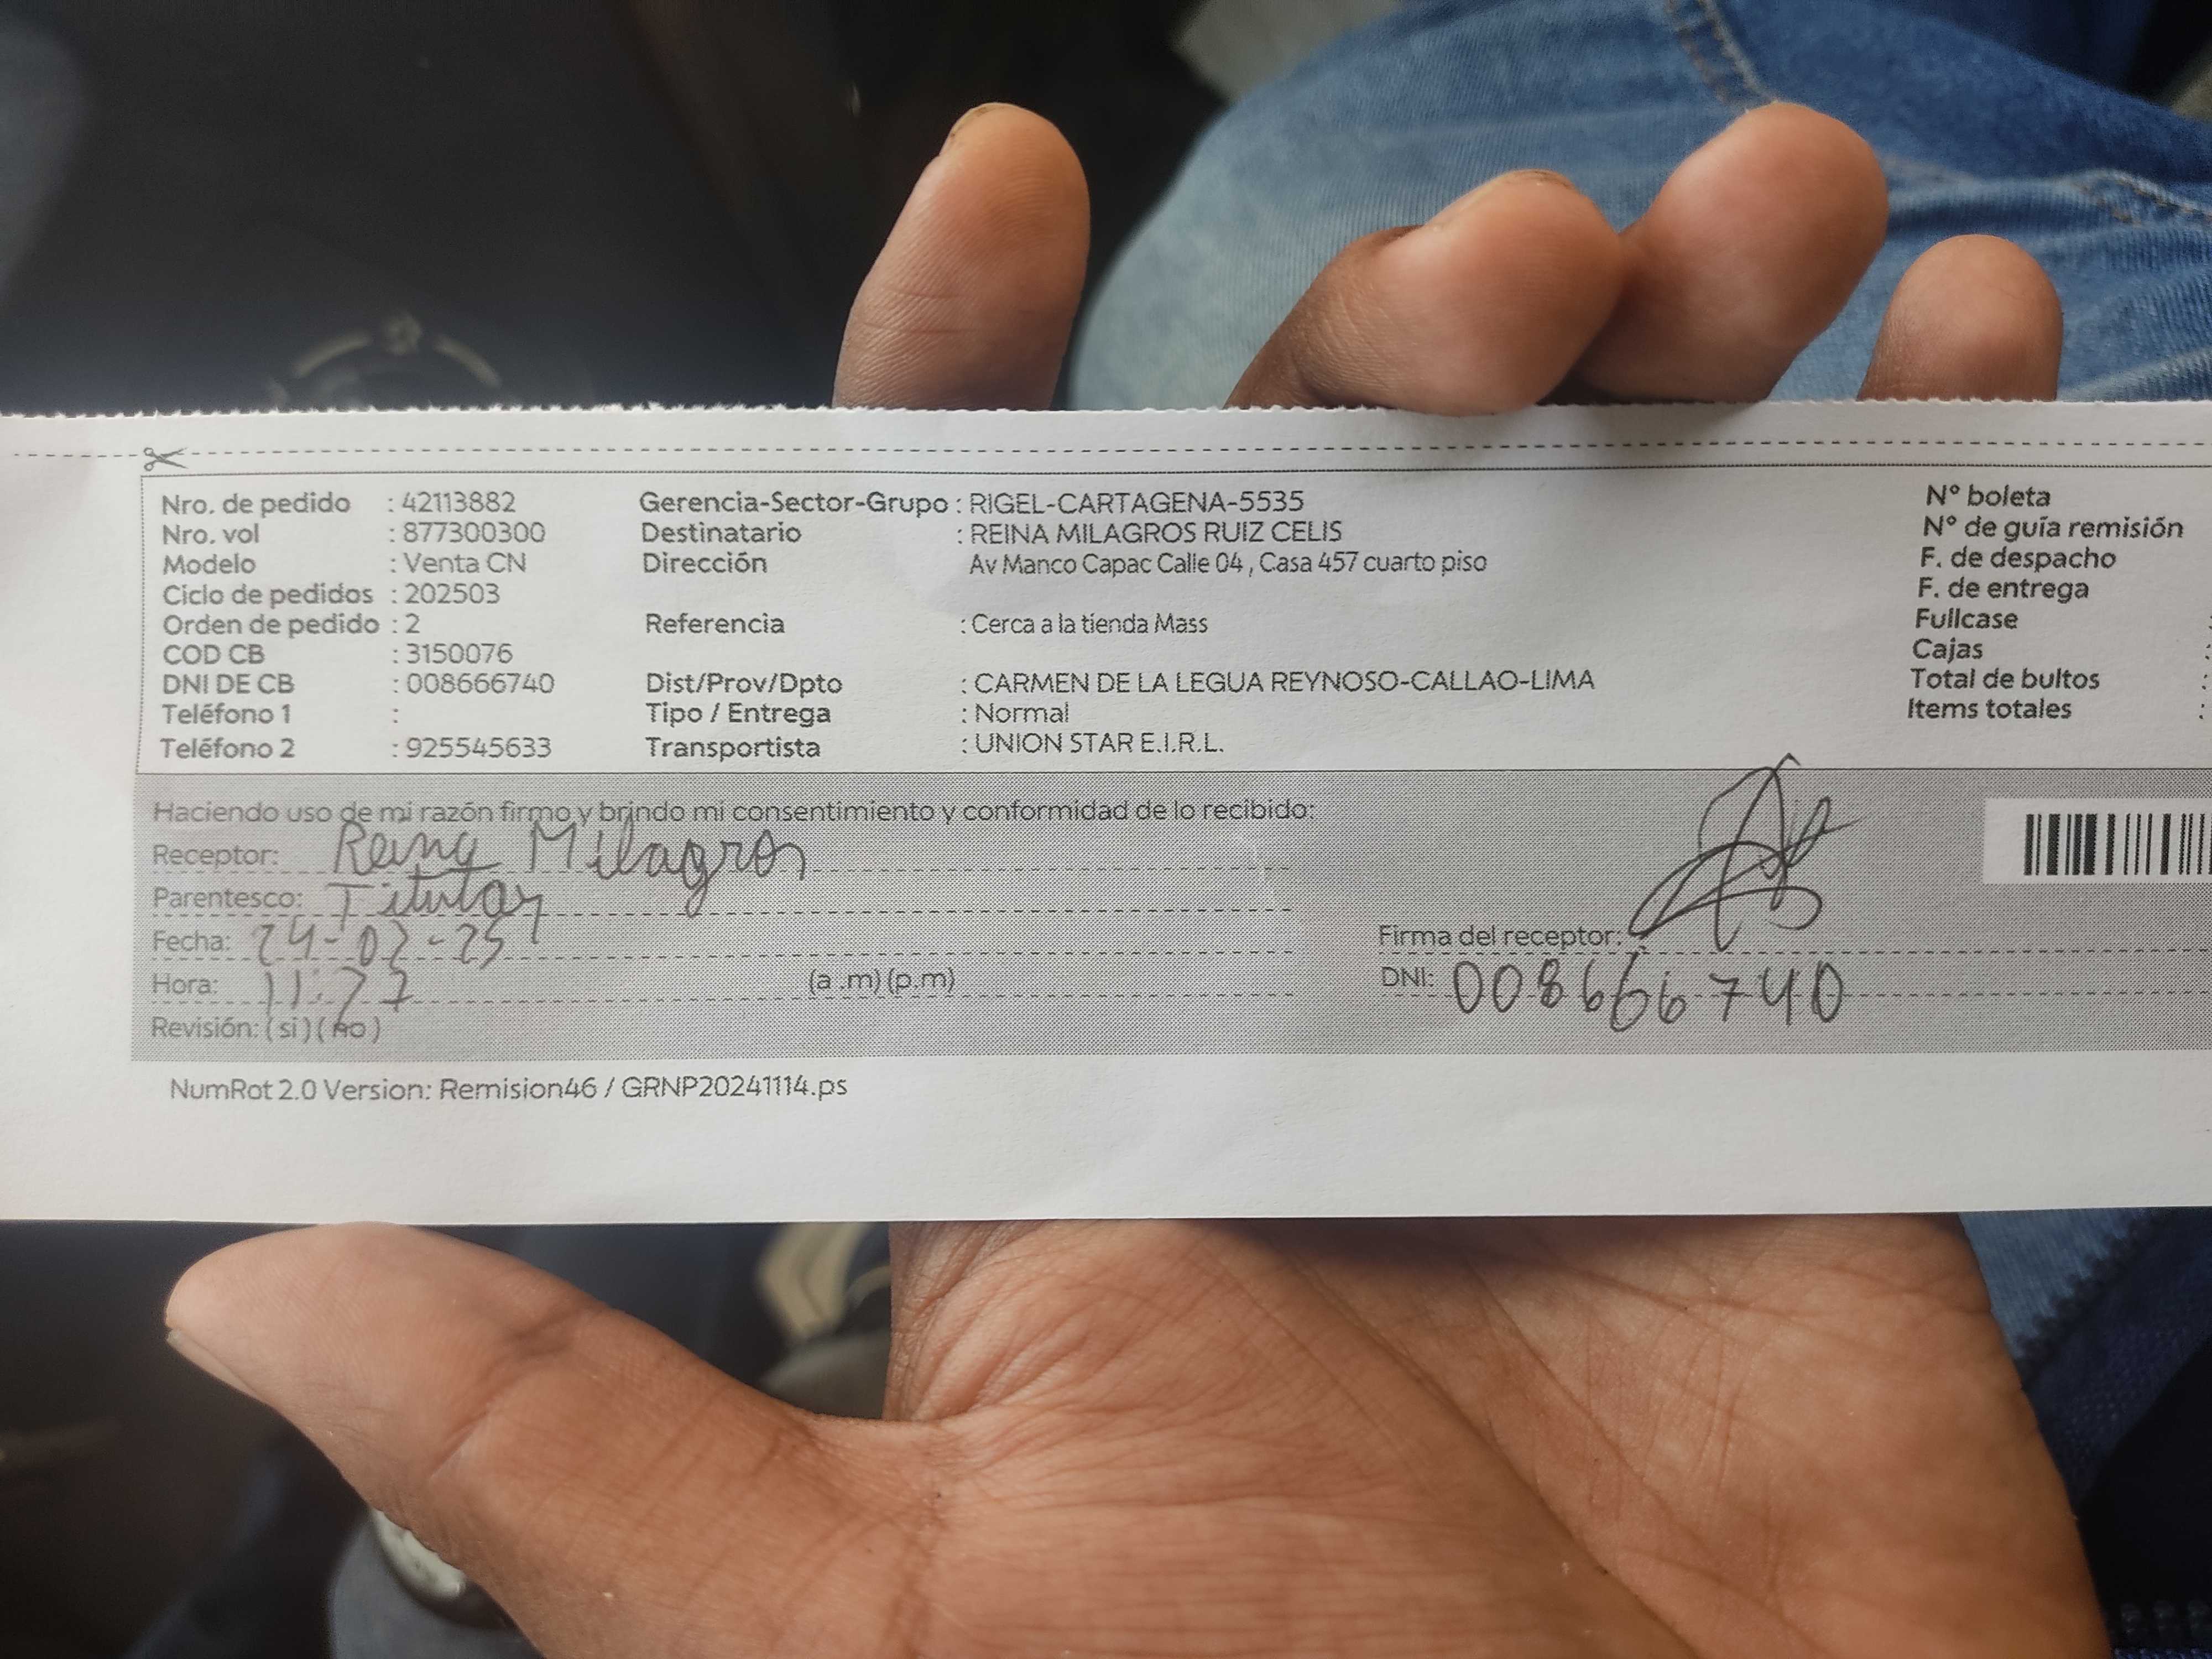 Nro. de pedido : 42113882 Gerencia-Sector-Grupo : RIGEL-CARTAGENA-5535 N° boleta
Nro. vol : 877300300 Destinatario : REINA MILAGROS RUIZ CELIS N° de guía remisión
Modelo : Venta CN Dirección Av Manco Capac Calle 04 , Casa 457 cuarto piso F. de despacho
Ciclo de pedidos : 202503 F. de entrega
Orden de pedido : 2 Referencia : Cerca a la tienda Mass Fullcase :
COD CB : 3150076 Cajas :
DNI DE CB : 008666740 Dist/Prov/Dpto : CARMEN DE LA LEGUA REYNOSO-CALLAO-LIMA Total de bultos :
Teléfono 1 : Tipo / Entrega : Normal Items totales :
Teléfono 2 : 925545633 Transportista : UNION STAR E.I.R.L.
Haciendo uso de mi razón firmo y brindo mi consentimiento y conformidad de lo recibido:
Receptor: Reina Milagros
Parentesco: Titular
Fecha: 24-02-25 Firma del receptor:
Hora: (a .m) (p.m) DNI: 008666740
Revisión: ( si ) ( no )
NumRot 2.0 Version: Remision46 / GRNP20241114.ps